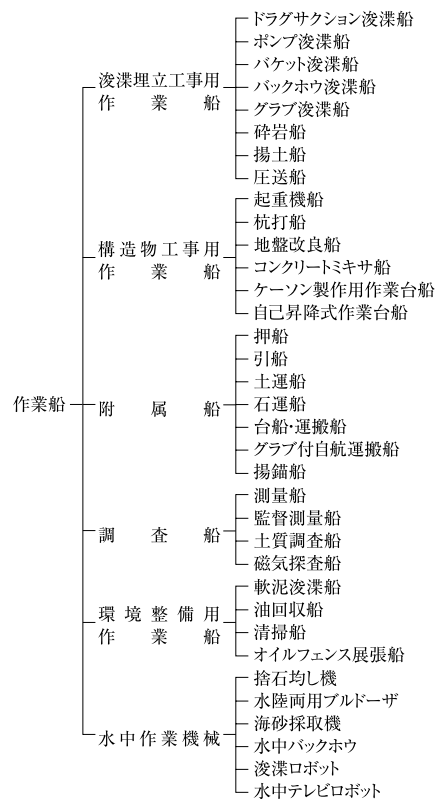 作業船
浚渫埋立工事用
作業船
ドラグサクション浚渫船
ポンプ浚渫船
バケット浚渫船
バックホウ浚渫船
グラブ浚渫船
砕岩船
揚土船
圧送船
構造物工事用
作業船
起重機船
杭打船
地盤改良船
コンクリートミキサ船
ケーソン製作用作業台船
自己昇降式作業台船
附属船
押船
引船
土運船
石運船
台船・運搬船
グラブ付自航運搬船
揚錨船
調査船
測量船
監督測量船
土質調査船
磁気探査船
環境整備用
作業船
軟泥浚渫船
油回収船
清掃船
オイルフェンス展張船
水中作業機械
捨石均し機
水陸両用ブルドーザ
海砂採取機
水中バックホウ
浚渫ロボット
水中テレビロボット